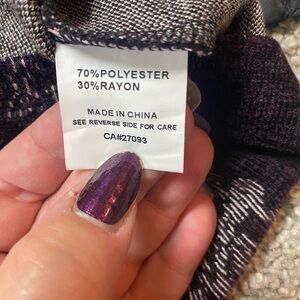 70%POLYESTER
30%RAYON
MADE IN CHINA
SEE REVERSE SIDE FOR CARE
CA#27093